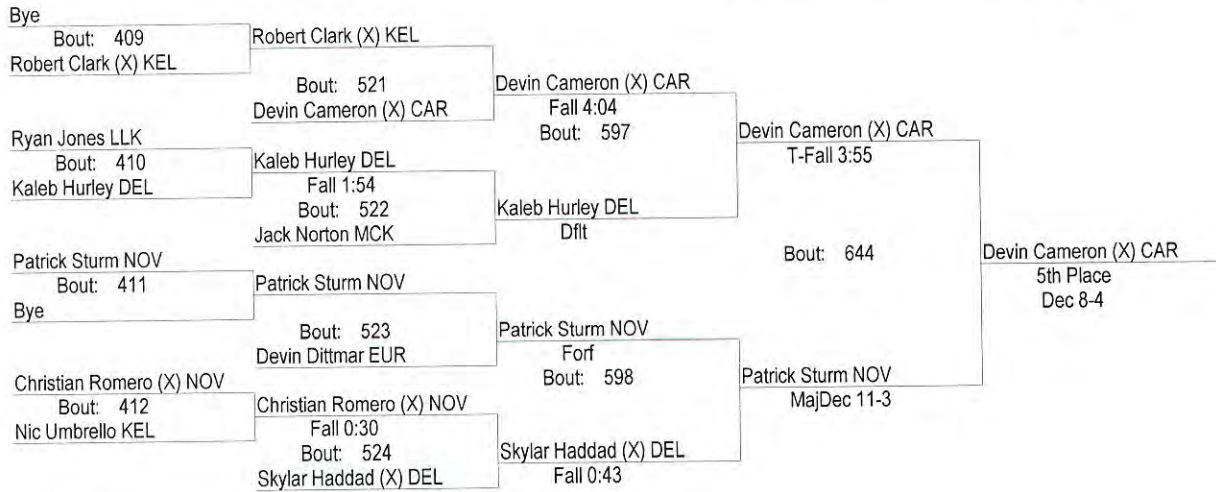 Bye
Bout: 409
Robert Clark (X) KEL
Ryan Jones LLK
Bout: 410
Kaleb Hurley DEL
Patrick Sturm NOV
Bout: 411
Bye
Christian Romero (X) NOV
Bout: 412
Nic Umbrello KEL
Robert Clark (X) KEL
Bout: 521
Devin Cameron (X) CAR
Kaleb Hurley DEL
Fall 1:54
Bout: 522
Jack Norton MCK
Patrick Sturm NOV
Bout: 523
Devin Dittmar EUR
Christian Romero (X) NOV
Fall 0:30
Bout: 524
Skylar Haddad (X) DEL
Devin Cameron (X) CAR
Fall 4:04
Bout: 597
Kaleb Hurley DEL
Dflt
Patrick Sturm NOV
Forf
Bout: 598
Skylar Haddad (X) DEL
Fall 0:43
Devin Cameron (X) CAR
T-Fall 3:55
Bout: 644
Patrick Sturm NOV
MajDec 11-3
Devin Cameron (X) CAR
5th Place
Dec 8-4